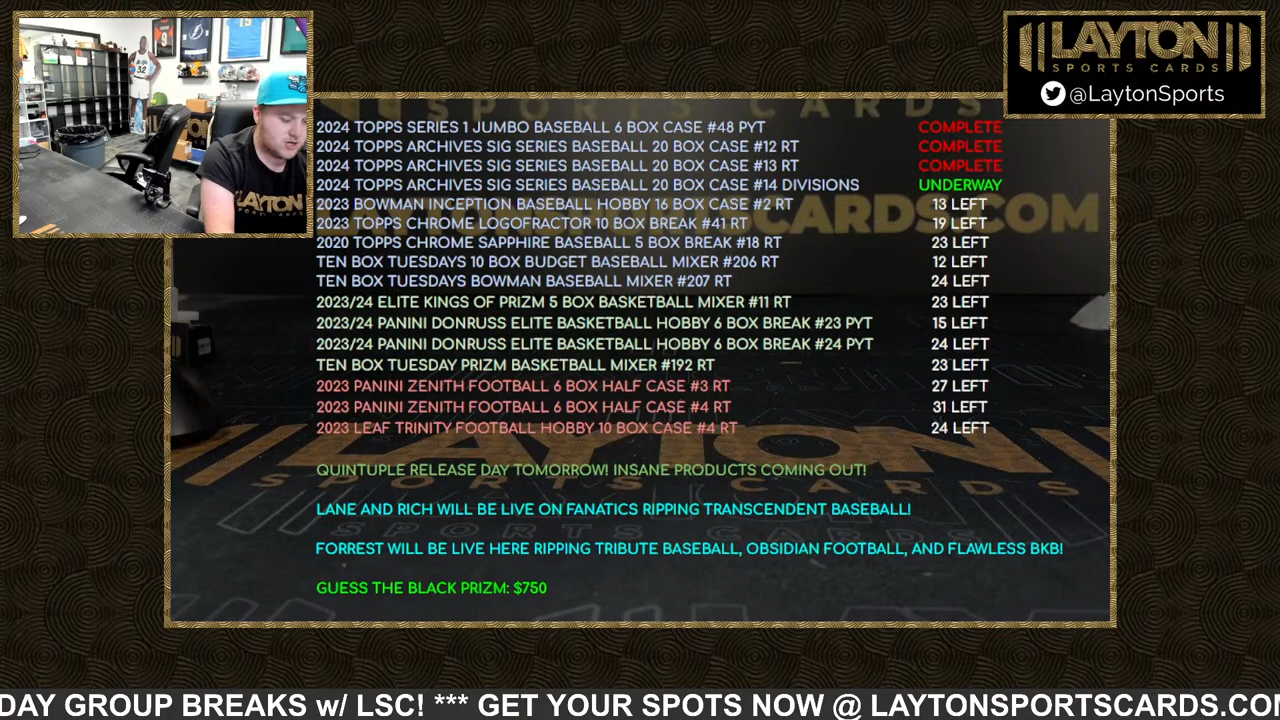 LAYTON
SPORTS CARDS
@LaytonSports
2024 TOPPS SERIES 1 JUMBO BASEBALL 6 BOX CASE #48 PYT COMPLETE
2024 TOPPS ARCHIVES SIG SERIES BASEBALL 20 BOX CASE #12 RT COMPLETE
2024 TOPPS ARCHIVES SIG SERIES BASEBALL 20 BOX CASE #13 RT COMPLETE
2024 TOPPS ARCHIVES SIG SERIES BASEBALL 20 BOX CASE #14 DIVISIONS UNDERWAY
2023 BOWMAN INCEPTION BASEBALL HOBBY 16 BOX CASE #2 RT 13 LEFT
2023 TOPPS CHROME LOGOFRACTOR 10 BOX BREAK #41 RT 19 LEFT
2020 TOPPS CHROME SAPPHIRE BASEBALL 5 BOX BREAK #18 RT 23 LEFT
TEN BOX TUESDAYS 10 BOX BUDGET BASEBALL MIXER #206 RT 12 LEFT
TEN BOX TUESDAYS BOWMAN BASEBALL MIXER #207 RT 24 LEFT
2023/24 ELITE KINGS OF PRIZM 5 BOX BASKETBALL MIXER #11 RT 23 LEFT
2023/24 PANINI DONRUSS ELITE BASKETBALL HOBBY 6 BOX BREAK #23 PYT 15 LEFT
2023/24 PANINI DONRUSS ELITE BASKETBALL HOBBY 6 BOX BREAK #24 PYT 24 LEFT
TEN BOX TUESDAY PRIZM BASKETBALL MIXER #192 RT 23 LEFT
2023 PANINI ZENITH FOOTBALL 6 BOX HALF CASE #3 RT 27 LEFT
2023 PANINI ZENITH FOOTBALL 6 BOX HALF CASE #4 RT 31 LEFT
2023 LEAF TRINITY FOOTBALL HOBBY 10 BOX CASE #4 RT 24 LEFT
QUINTUPLE RELEASE DAY TOMORROW! INSANE PRODUCTS COMING OUT!
LANE AND RICH WILL BE LIVE ON FANATICS RIPPING TRANSCENDENT BASEBALL!
FORREST WILL BE LIVE HERE RIPPING TRIBUTE BASEBALL, OBSIDIAN FOOTBALL, AND FLAWLESS BKB!
GUESS THE BLACK PRIZM: $750
LAYTON
SPORTS CARDS
DAY GROUP BREAKS w/ LSC! *** GET YOUR SPOTS NOW @ LAYTONSPORTSCARDS.CO